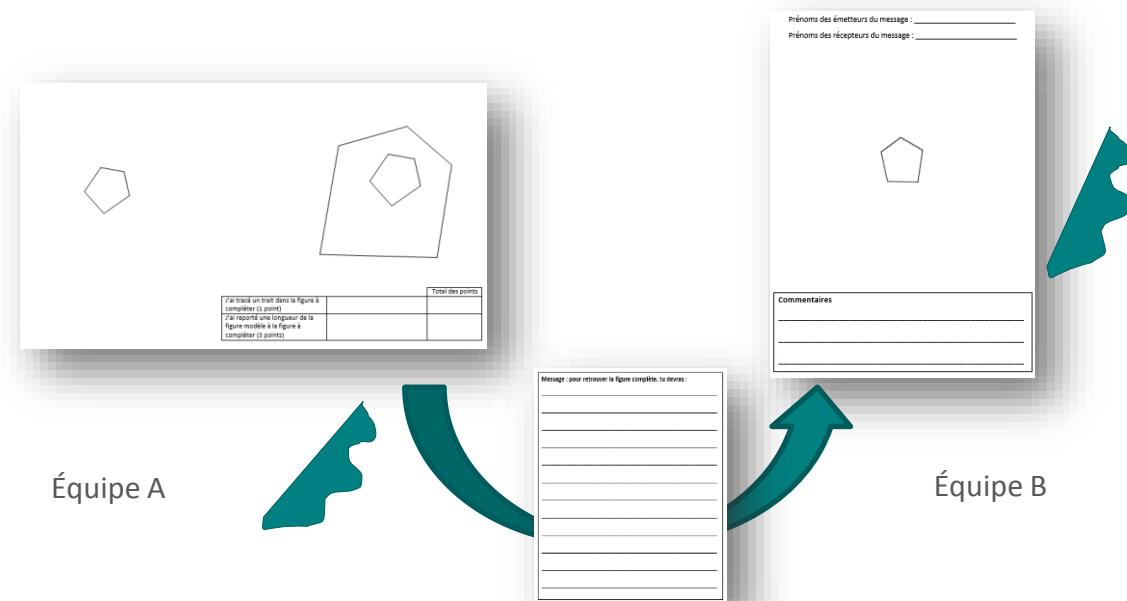 Prénoms des émetteurs du message :
Prénoms des récepteurs du message :
Total des points
J'ai tracé un trait dans la figure à
compléter (1 point)
J'ai reporté une longueur de la
figure modèle à la figure à
compléter (3 points)
Commentaires
Message : pour retrouver la figure complète, tu devras :
Équipe A
Équipe B